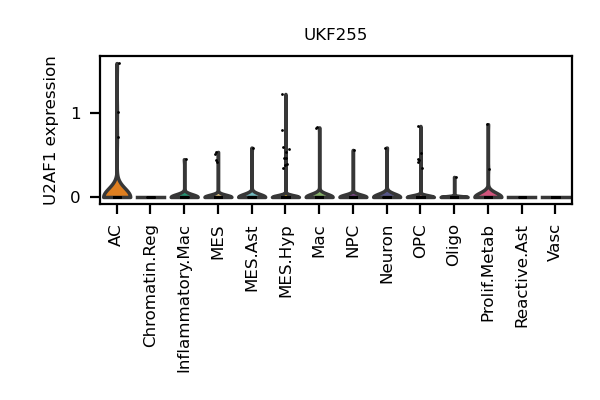 UKF255
U2AF1 expression
1
0
AC
Chromatin.Reg
Inflammatory.Mac
MES
MES.Ast
MES.Hyp
Mac
NPC
Neuron
OPC
Oligo
Prolif.Metab
Reactive.Ast
Vasc